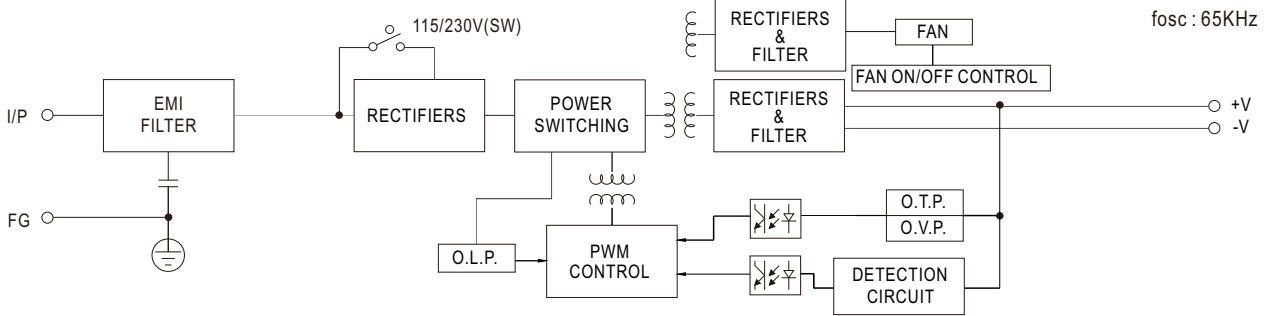 115/230V(SW)
RECTIFIERS
&
FILTER
FAN
FAN ON/OFF CONTROL
fosc : 65KHz
I/P
EMI
FILTER
RECTIFIERS
POWER
SWITCHING
RECTIFIERS
&
FILTER
+V
-V
FG
O.L.P.
PWM
CONTROL
O.T.P.
O.V.P.
DETECTION
CIRCUIT